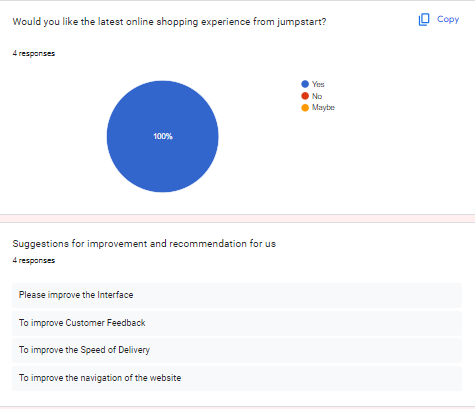 Would you like the latest online shopping experience from jumpstart?
Copy
4 responses
Yes
No
Maybe
100%
Suggestions for improvement and recommendation for us
4 responses
Please improve the Interface
To improve Customer Feedback
To improve the Speed of Delivery
To improve the navigation of the website